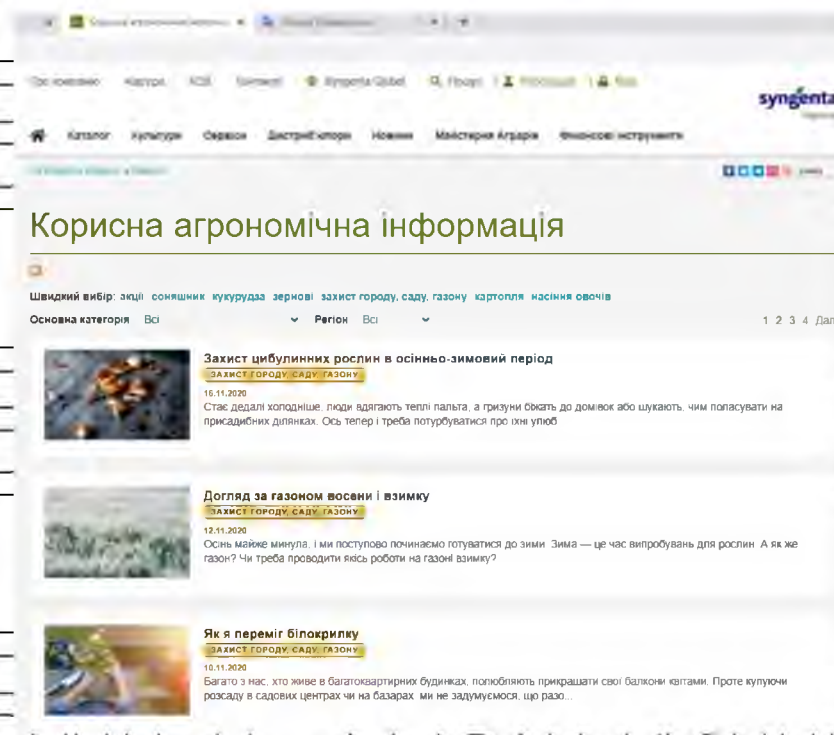 Syngenta Global
syngenta
Каталог Культури Сервіси Дистриб'ютори Новини Майстерня Аграрія Фінансові інструменти
Корисна агрономічна інформація
Швидкий вибір: акції соняшник кукурудза зернові захист городу, саду, газону картопля насіння овочів
Основна категорія Всі Регіон Всі 1 2 3 4 Дал
Захист цибулинних рослин в осінньо-зимовий період
ЗАХИСТ ГОРОДУ, САДУ, ГАЗОНУ
16.11.2020
Стає дедалі холодніше, люди вдягають теплі пальта, а гризуни біжать до домівок або шукають, чим поласувати на
присадибних ділянках. Ось тепер і треба потурбуватися про їхні улюб
Догляд за газоном восени і взимку
ЗАХИСТ ГОРОДУ, САДУ, ГАЗОНУ
12.11.2020
Осінь майже минула, і ми поступово починаємо готуватися до зими. Зима — це час випробувань для рослин. А як же
газон? Чи треба проводити якісь роботи на газоні взимку?
Як я переміг білокрилку
ЗАХИСТ ГОРОДУ, САДУ, ГАЗОНУ
10.11.2020
Багато з нас, хто живе в багатоквартирних будинках, полюбляють прикрашати свої балкони квітами. Проте купуючи
розсаду в садових центрах чи на базарах, ми не задумуємося, що разо...